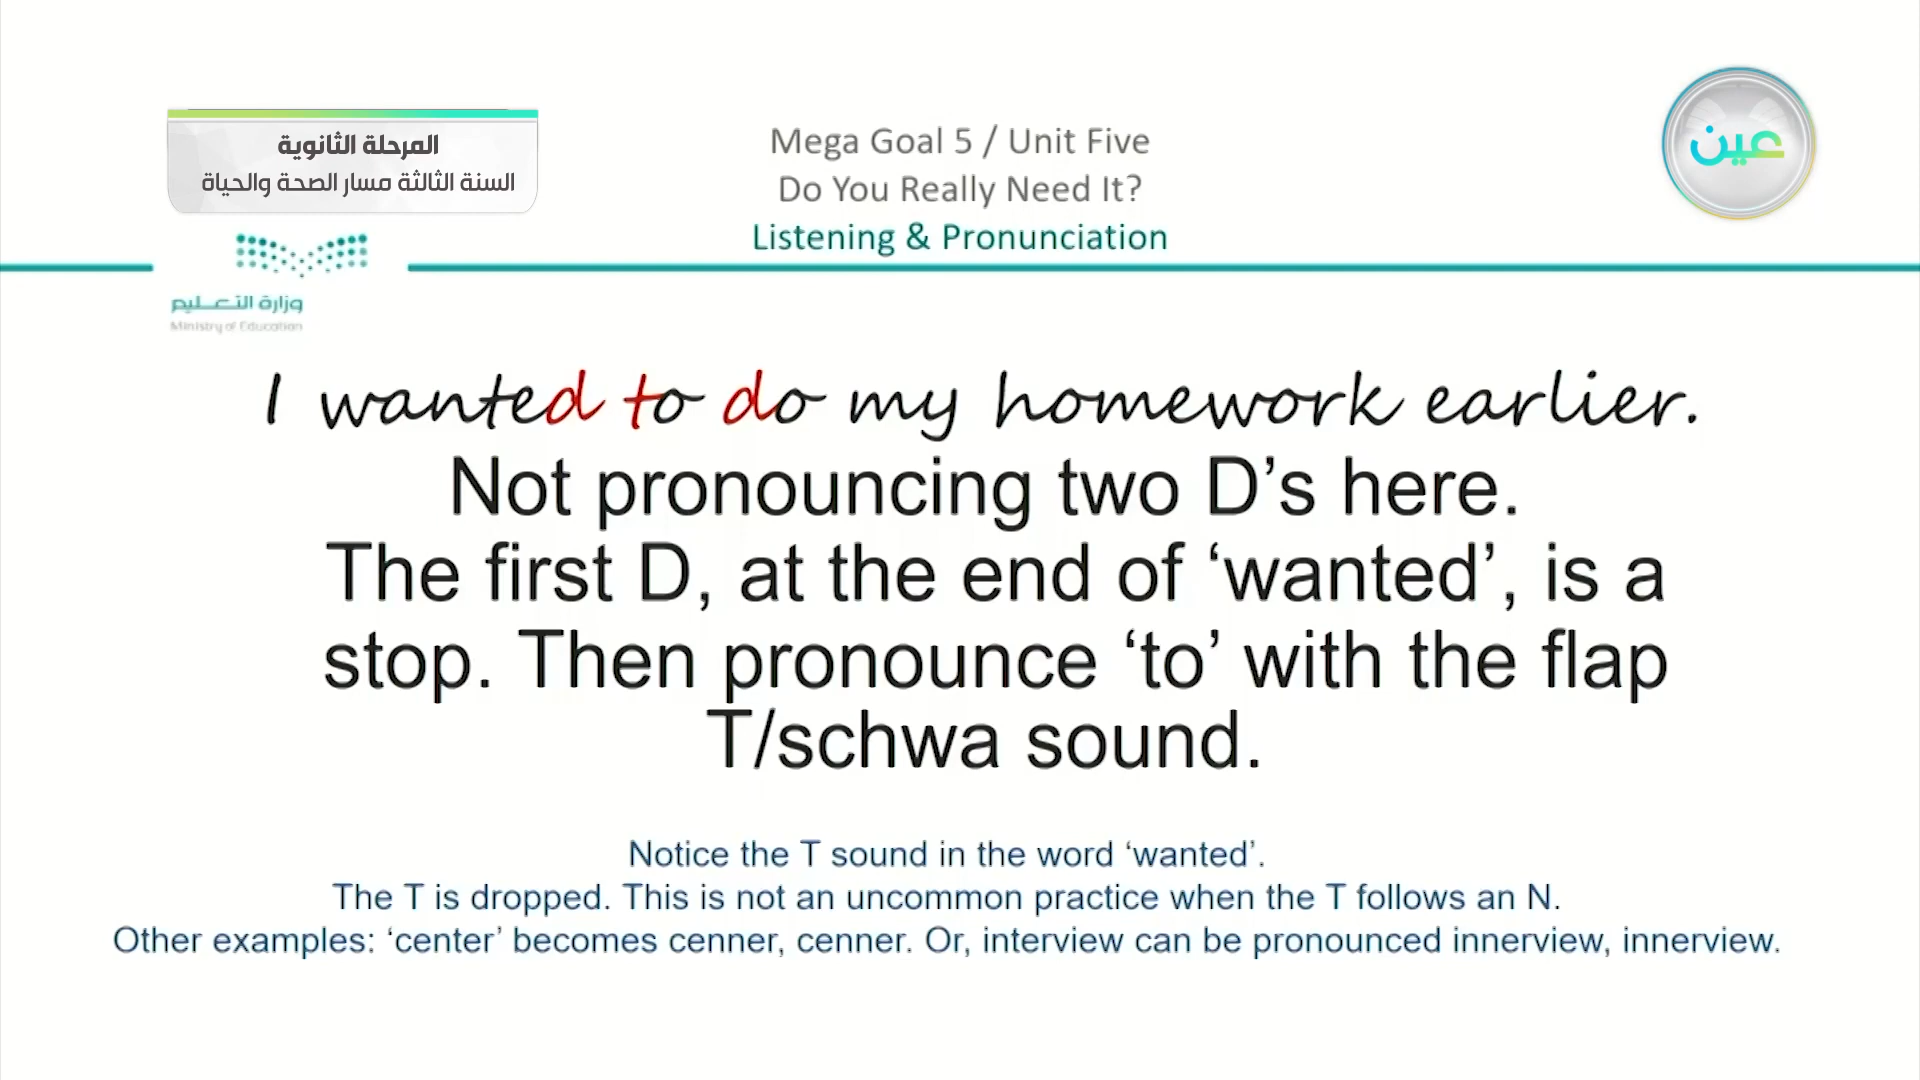 المرحلة الثانوية
السنة الثالثة مسار الصحة والحياة
Mega Goal 5 / Unit Five
Do You Really Need It?
Listening & Pronunciation
عين
وزارة التعليم
Ministry of Education
I wanted to do my homework earlier.
Not pronouncing two D’s here.
The first D, at the end of ‘wanted’, is a
stop. Then pronounce ‘to’ with the flap
T/schwa sound.
Notice the T sound in the word ‘wanted’.
The T is dropped. This is not an uncommon practice when the T follows an N.
Other examples: ‘center’ becomes cenner, cenner. Or, interview can be pronounced innerview, innerview.